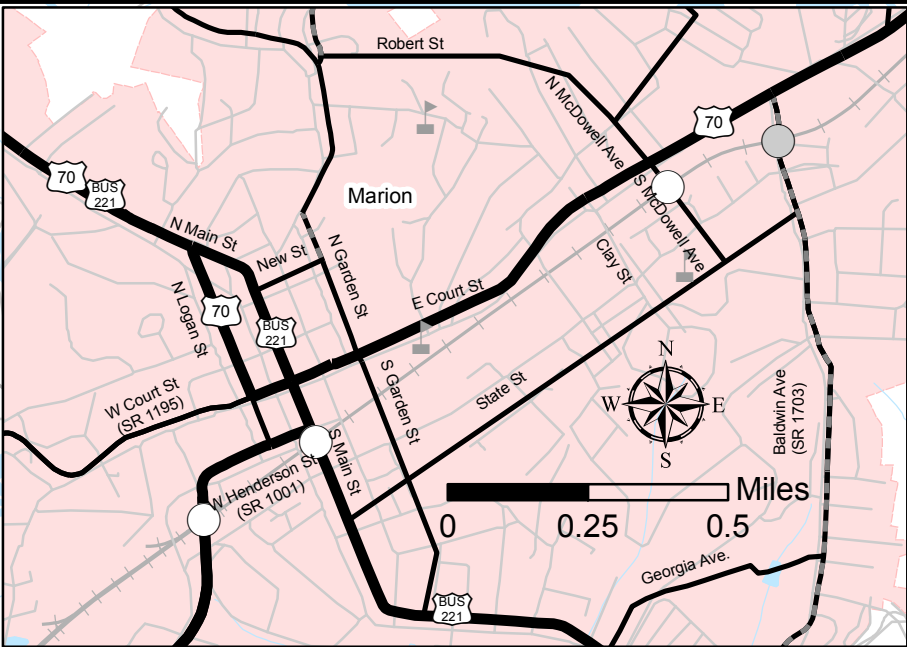 Robert St
N McDowell Ave
70
70
BUS
221
Marion
S McDowell Ave
N Main St
New St
N Garden St
Clay St
E Court St
N Logan St
70
BUS
221
N
W
E
S
State St
S Garden St
W Court St
(SR 1195)
Baldwin Ave
(SR 1703)
S Main St
W Henderson St
(SR 1001)
Miles
0
0.25
0.5
Georgia Ave.
BUS
221